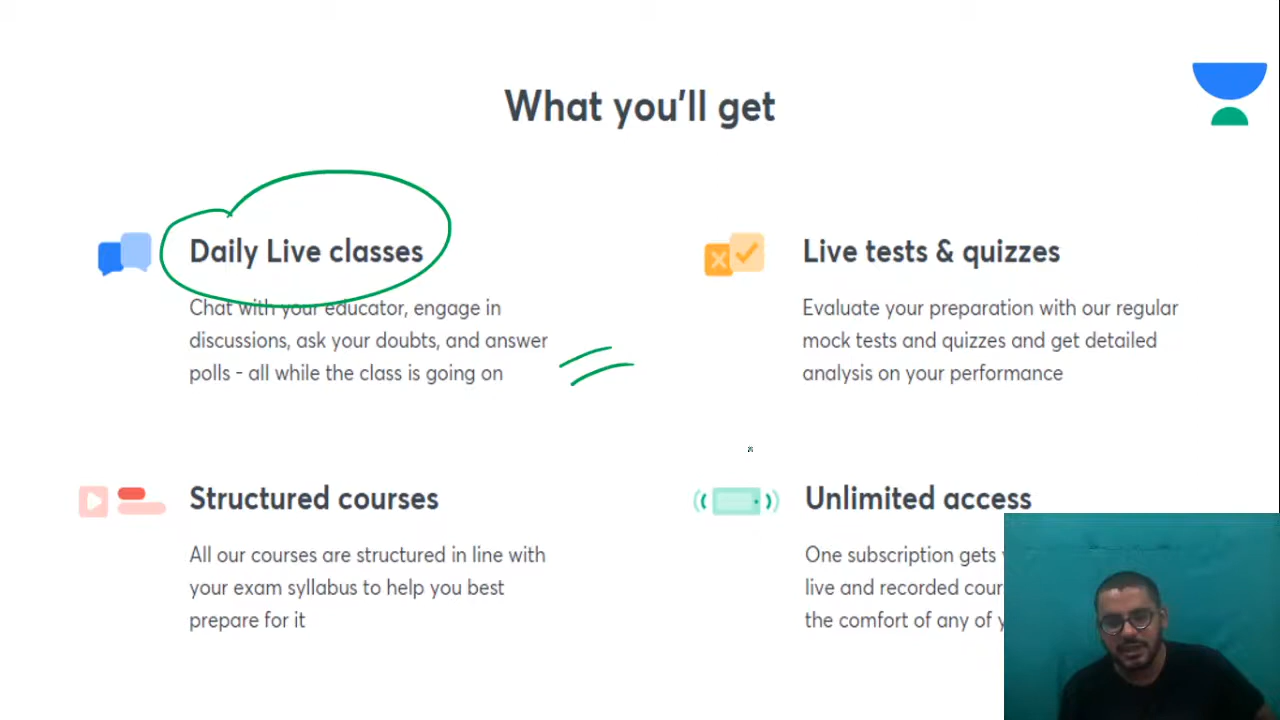 What you'll get
Daily Live classes
Chat with your educator, engage in
discussions, ask your doubts, and answer
polls - all while the class is going on
Live tests & quizzes
Evaluate your preparation with our regular
mock tests and quizzes and get detailed
analysis on your performance
Structured courses
All our courses are structured in line with
your exam syllabus to help you best
prepare for it
Unlimited access
One subscription gets
live and recorded
the comfort of any of